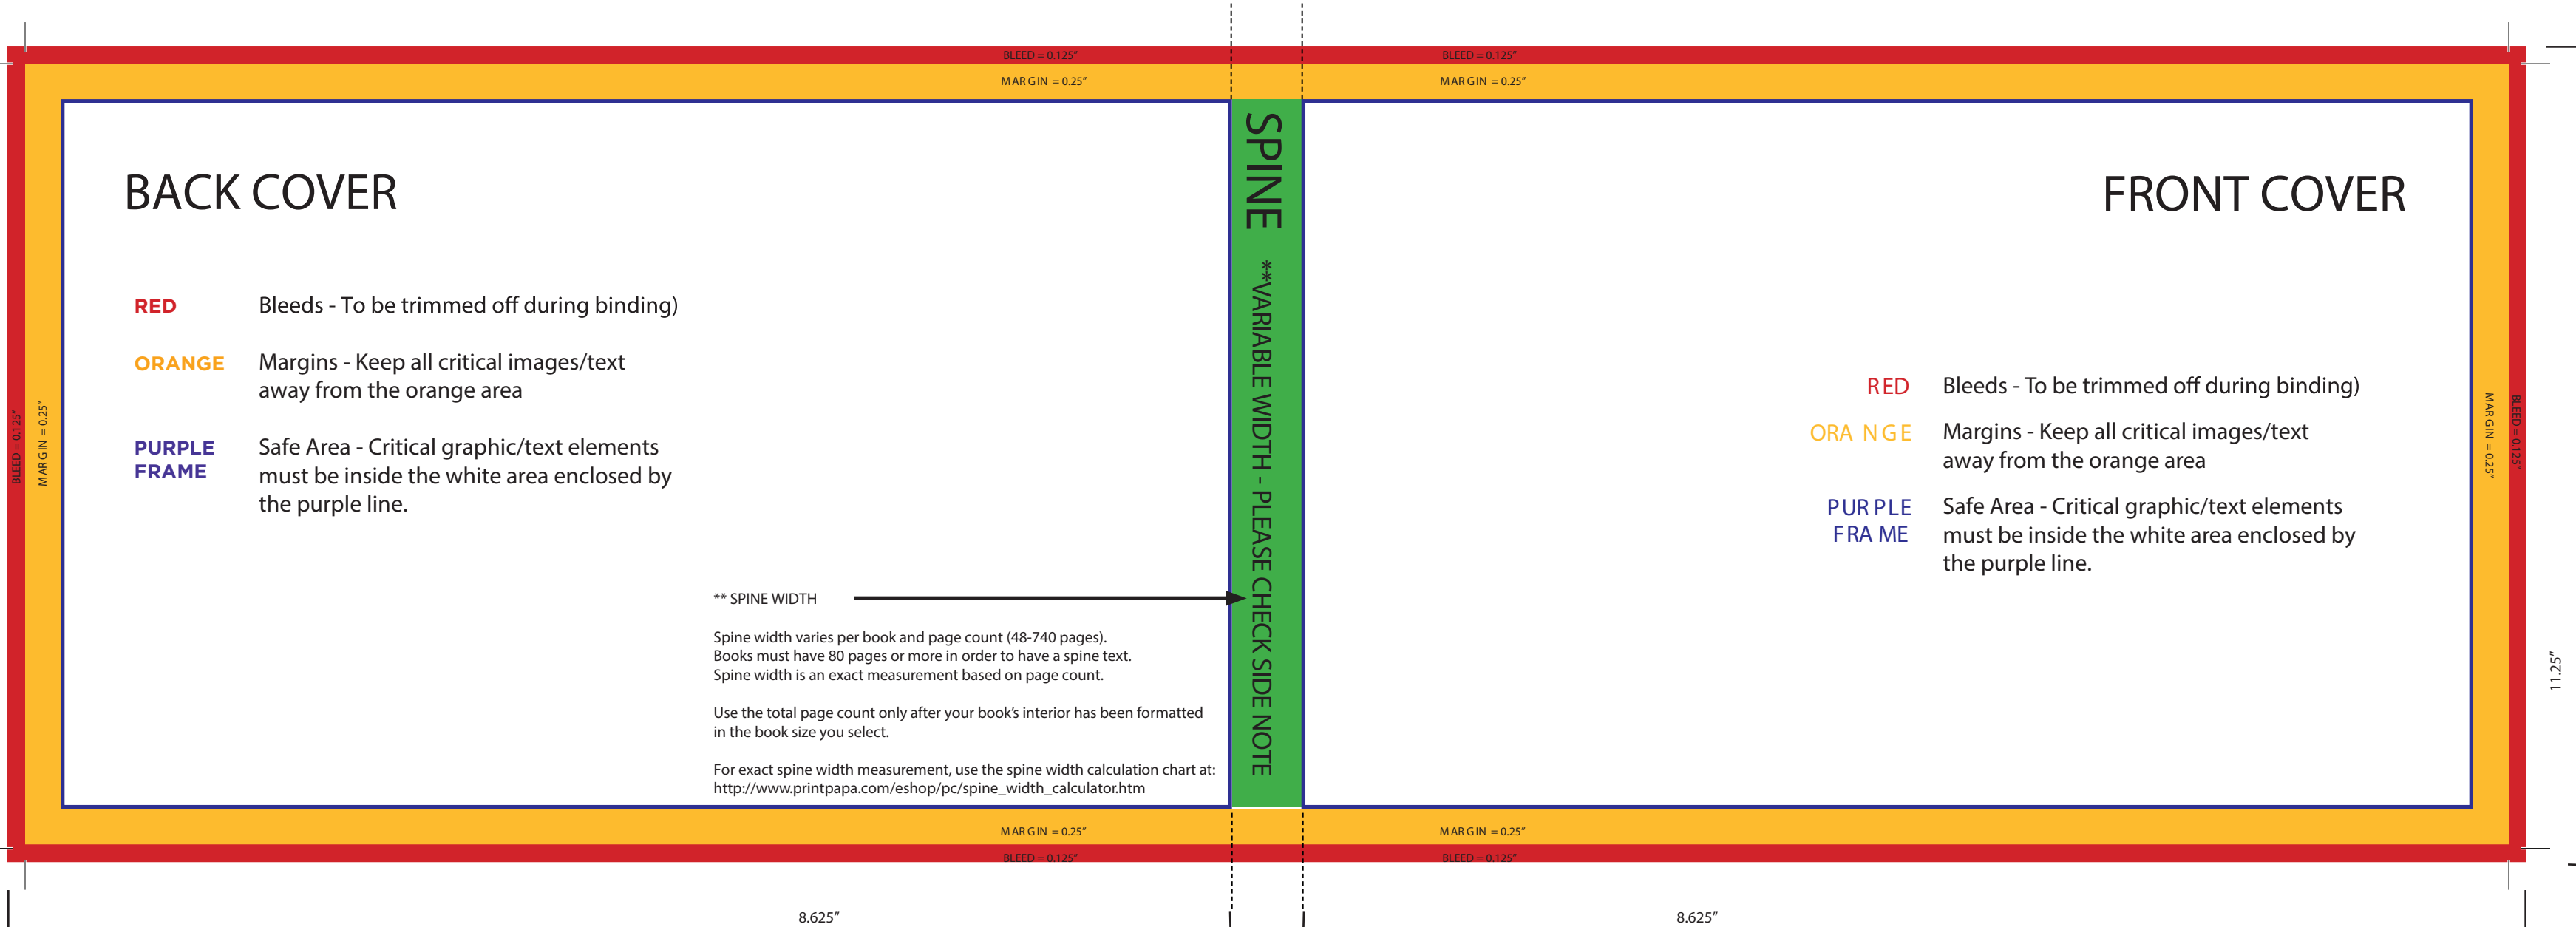 BLEED = 0.125"
BLEED = 0.125"
MARGIN = 0.25"
MARGIN = 0.25"
BACK COVER
RED
Bleeds - To be trimmed off during binding)
ORANGE
Margins - Keep all critical images/text
away from the orange area
PURPLE
FRAME
Safe Area - Critical graphic/text elements
must be inside the white area enclosed by
the purple line.
BLEED = 0.125"
MARGIN = 0.25"
** SPINE WIDTH
Spine width varies per book and page count (48-740 pages).
Books must have 80 pages or more in order to have a spine text.
Spine width is an exact measurement based on page count.
Use the total page count only after your book's interior has been formatted
in the book size you select.
For exact spine width measurement, use the spine width calculation chart at:
http://www.printpapa.com/eshop/pc/spine_width_calculator.htm
SPINE **VARIABLE WIDTH - PLEASE CHECK SIDE NOTE
FRONT COVER
RED
Bleeds - To be trimmed off during binding)
ORANGE
Margins - Keep all critical images/text
away from the orange area
PURPLE
FRAME
Safe Area - Critical graphic/text elements
must be inside the white area enclosed by
the purple line.
MARGIN = 0.25"
BLEED = 0.125"
11.25"
MARGIN = 0.25"
MARGIN = 0.25"
BLEED = 0.125"
BLEED = 0.125"
8.625"
8.625"